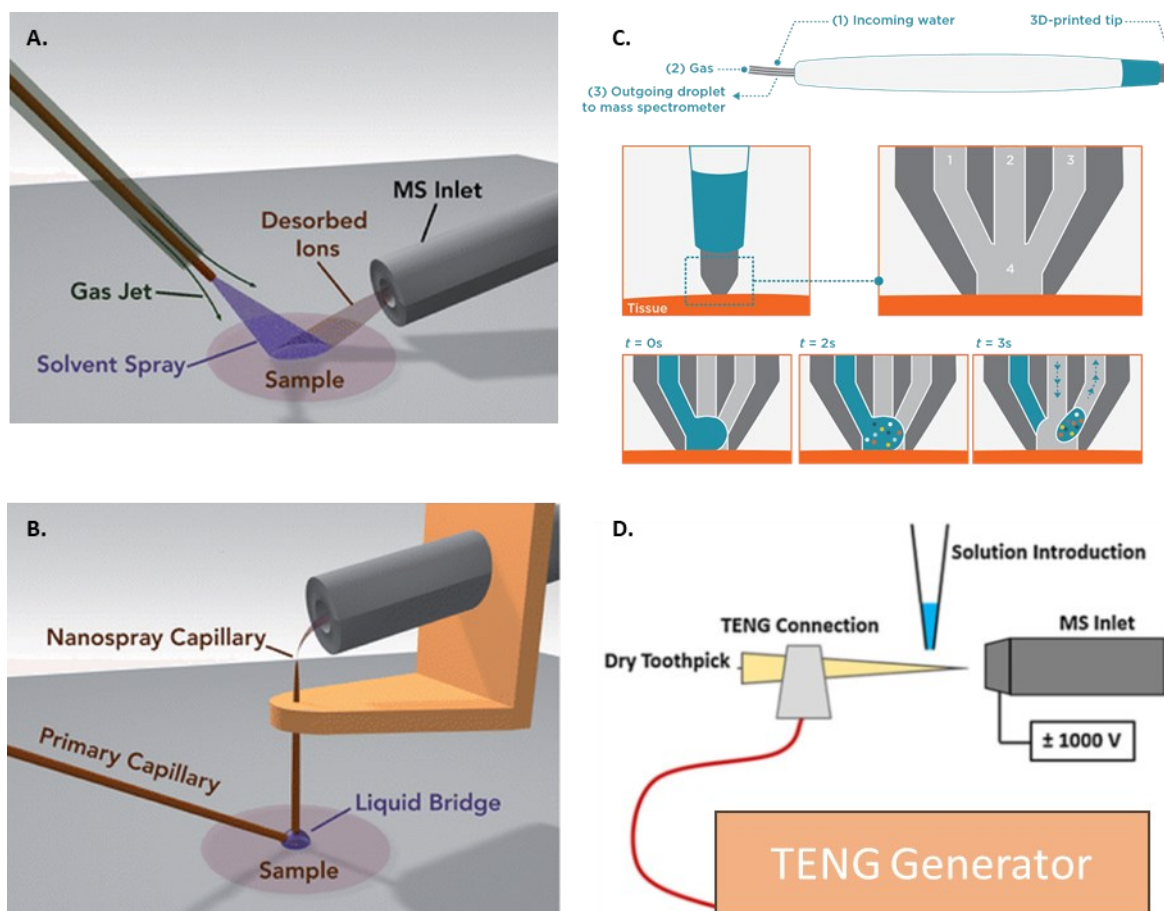 A.
MS Inlet
Desorbed
Ions
Gas Jet
Solvent Spray
Sample
B.
Nanospray Capillary
Primary Capillary
Liquid Bridge
Sample
C.
(1) Incoming water
3D-printed tip
(2) Gas
(3) Outgoing droplet
to mass spectrometer
1 2 3
4
Tissue
t = 0s
t = 2s
t = 3s
D.
Solution Introduction
TENG Connection
MS Inlet
Dry Toothpick
± 1000 V
TENG Generator